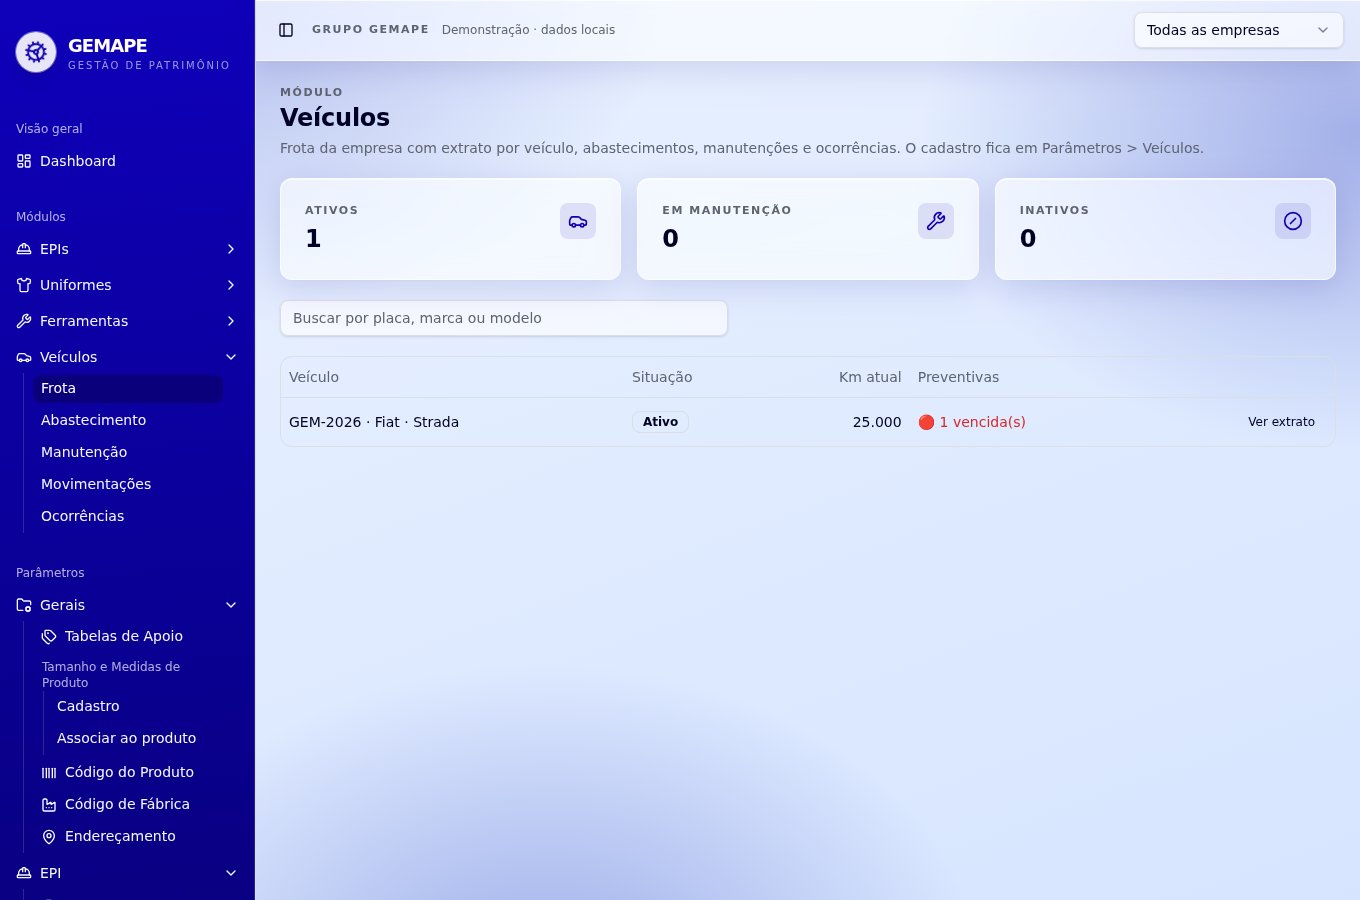 GEMAPE
GESTÃO DE PATRIMÔNIO
Visão geral
Dashboard
Módulos
EPIs
Uniformes
Ferramentas
Veículos
Frota
Abastecimento
Manutenção
Movimentações
Ocorrências
Parâmetros
Gerais
Tabelas de Apoio
Tamanho e Medidas de
Produto
Cadastro
Associar ao produto
Código do Produto
Código de Fábrica
Endereçamento
EPI
GRUPO GEMAPE Demonstração · dados locais
Todas as empresas
MÓDULO
Veículos
Frota da empresa com extrato por veículo, abastecimentos, manutenções e ocorrências. O cadastro fica em Parâmetros > Veículos.
ATIVOS
1
EM MANUTENÇÃO
0
INATIVOS
0
Buscar por placa, marca ou modelo
Veículo Situação Km atual Preventivas
GEM-2026 · Fiat · Strada Ativo 25.000 🔴 1 vencida(s) Ver extrato